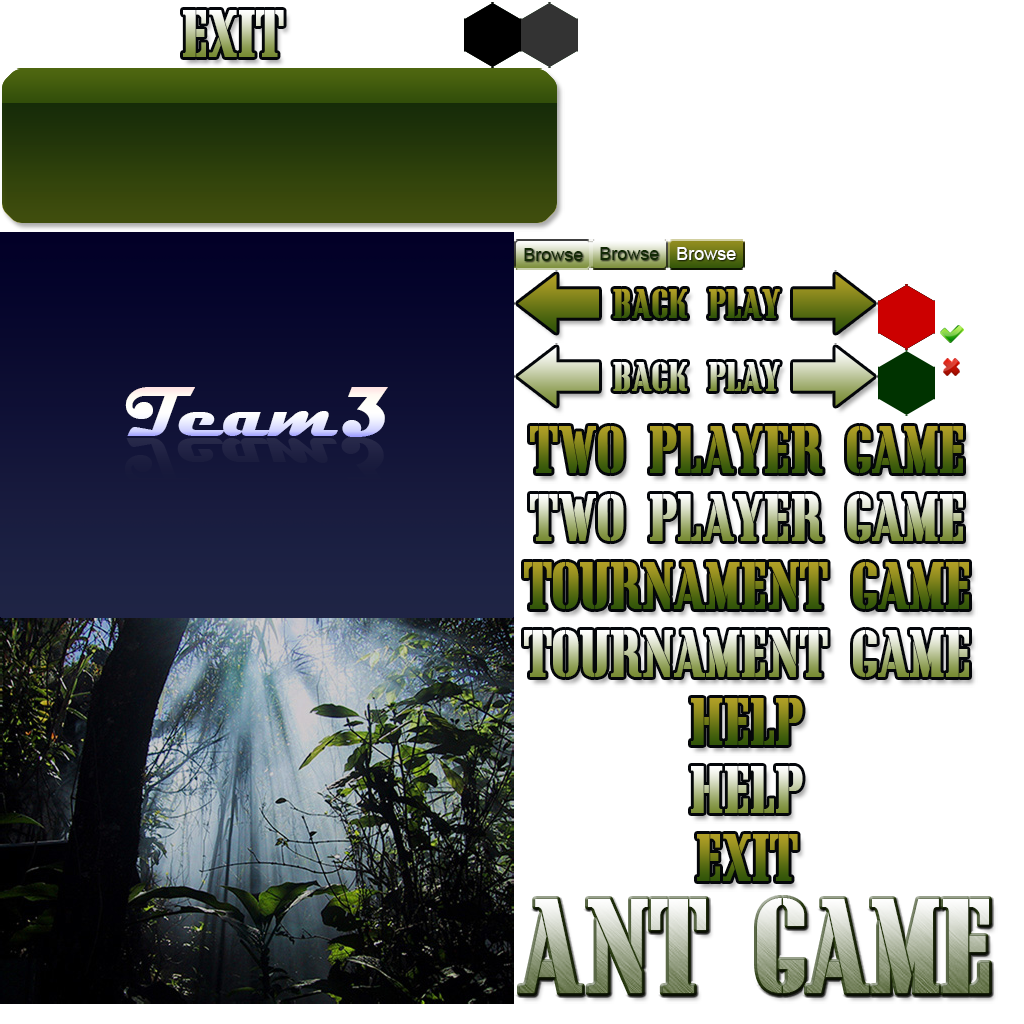 EXIT
Browse Browse Browse
BACK PLAY
BACK PLAY
Team3
TWO PLAYER GAME
TWO PLAYER GAME
TOURNAMENT GAME
TOURNAMENT GAME
HELP
HELP
EXIT
ANT GAME